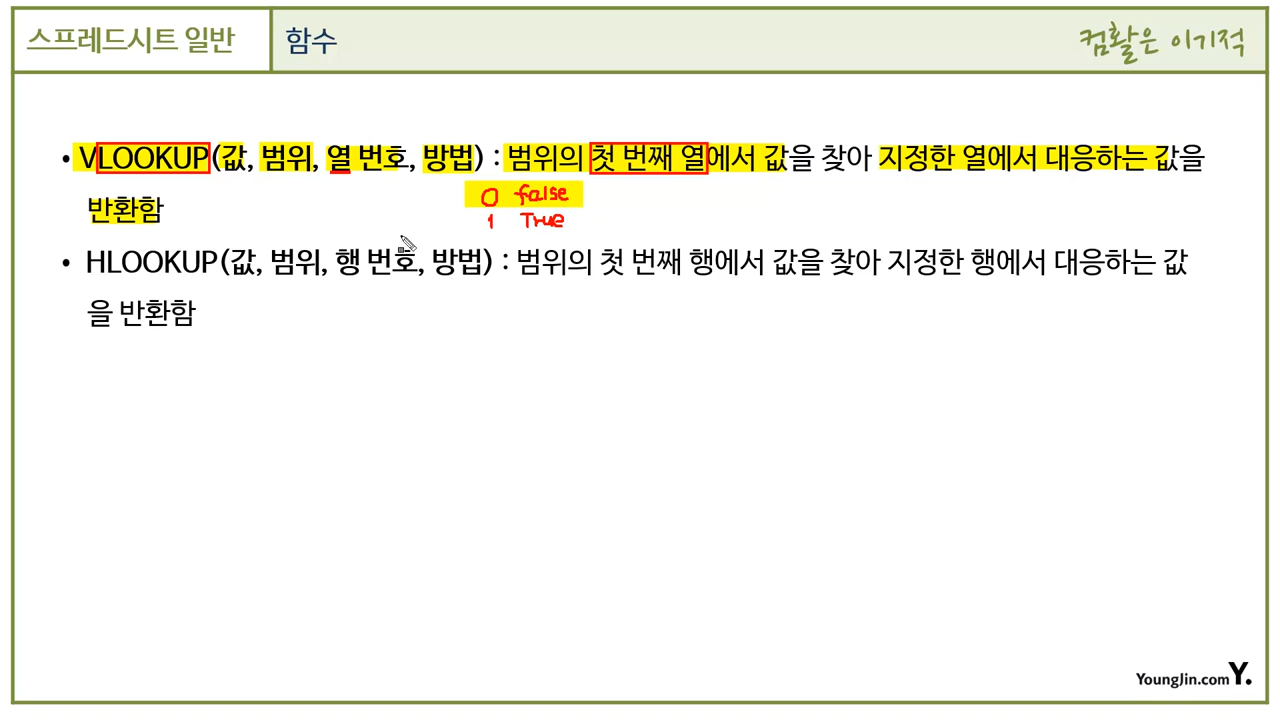 스프레드시트 일반
함수
컴활은 이기적
• VLOOKUP(값, 범위, 열 번호, 방법) : 범위의 첫 번째 열에서 값을 찾아 지정한 열에서 대응하는 값을
반환함
0 false
1 True
• HLOOKUP(값, 범위, 행 번호, 방법) : 범위의 첫 번째 행에서 값을 찾아 지정한 행에서 대응하는 값
을 반환함
YoungJin.com Y.